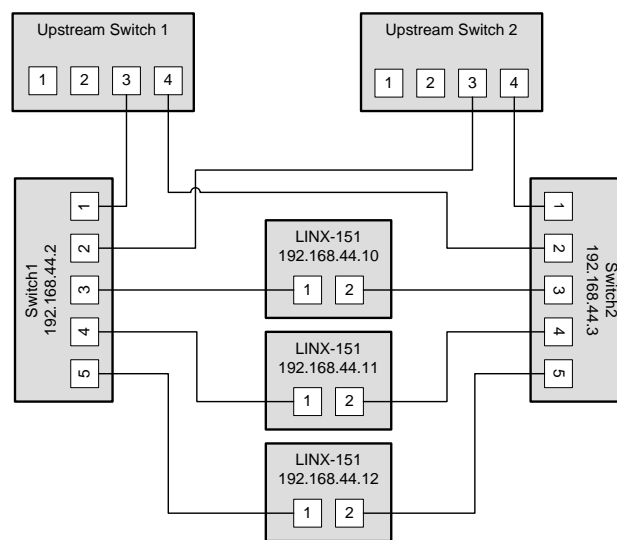 Upstream Switch 1
1 2 3 4
Upstream Switch 2
1 2 3 4
Switch1
192.168.44.2
1
2
3
4
5
LINX-151
192.168.44.10
1 2
LINX-151
192.168.44.11
1 2
LINX-151
192.168.44.12
1 2
Switch2
192.168.44.3
1
2
3
4
5